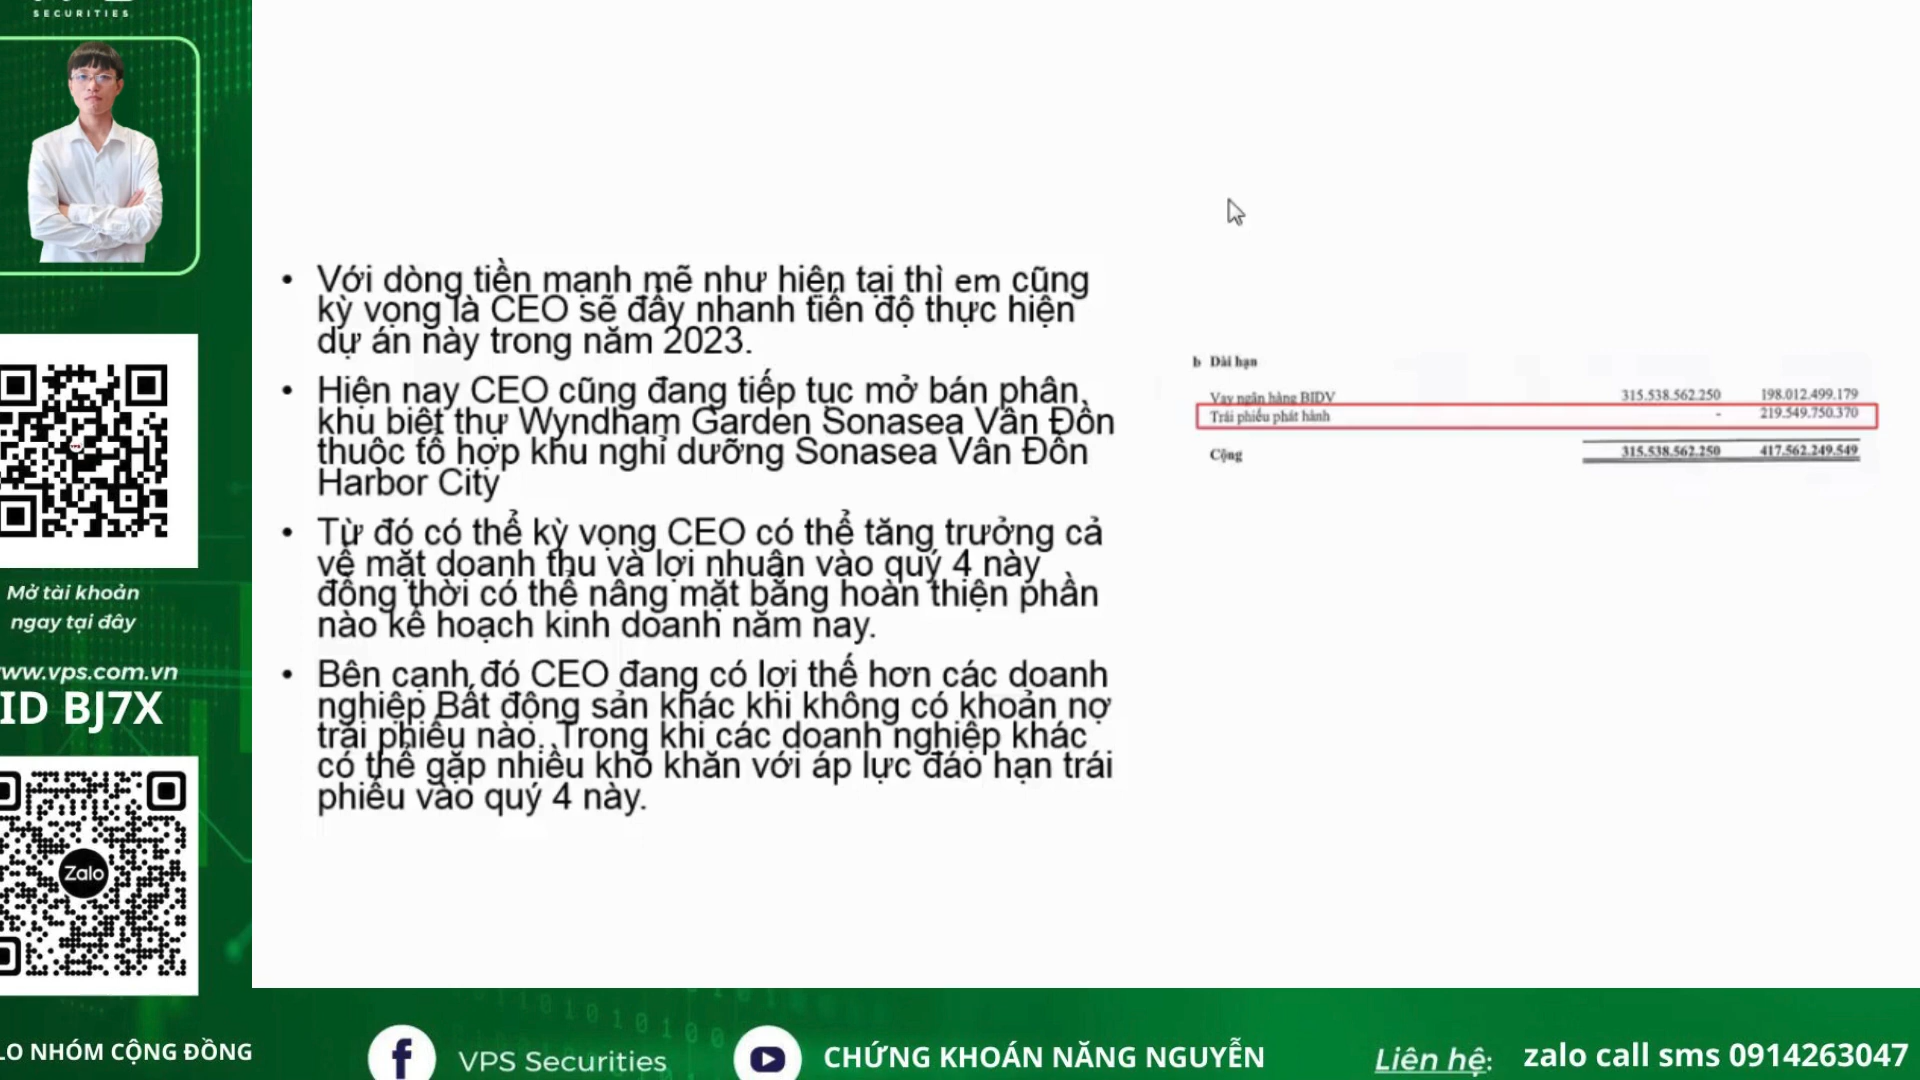 SECURITIES
Mở tài khoản
ngay tại đây
www.vps.com.vn
ID BJ7X
Zalo
LO NHÓM CỘNG ĐỒNG
• Với dòng tiền mạnh mẽ như hiện tại thì em cũng
kỳ vọng là CEO sẽ đẩy nhanh tiến độ thực hiện
dự án này trong năm 2023.
• Hiện nay CEO cũng đang tiếp tục mở bán phân
khu biệt thự Wyndham Garden Sonasea Vân Đồn
thuộc tổ hợp khu nghỉ dưỡng Sonasea Vân Đồn
Harbor City
• Từ đó có thể kỳ vọng CEO có thể tăng trưởng cả
về mặt doanh thu và lợi nhuận vào quý 4 này
đồng thời có thể nâng mặt bằng hoàn thiện phần
nào kế hoạch kinh doanh năm nay.
• Bên cạnh đó CEO đang có lợi thế hơn các doanh
nghiệp Bất động sản khác khi không có khoản nợ
trái phiếu nào. Trong khi các doanh nghiệp khác
có thể gặp nhiều khó khăn với áp lực đáo hạn trái
phiếu vào quý 4 này.
b Dài hạn
Vay ngân hàng BIDV 315.538.562.250 198.012.499.179
Trái phiếu phát hành - 219.549.750.370
Cộng 315.538.562.250 417.562.249.549
VPS Securities
CHỨNG KHOÁN NĂNG NGUYỄN
Liên hệ: zalo call sms 0914263047